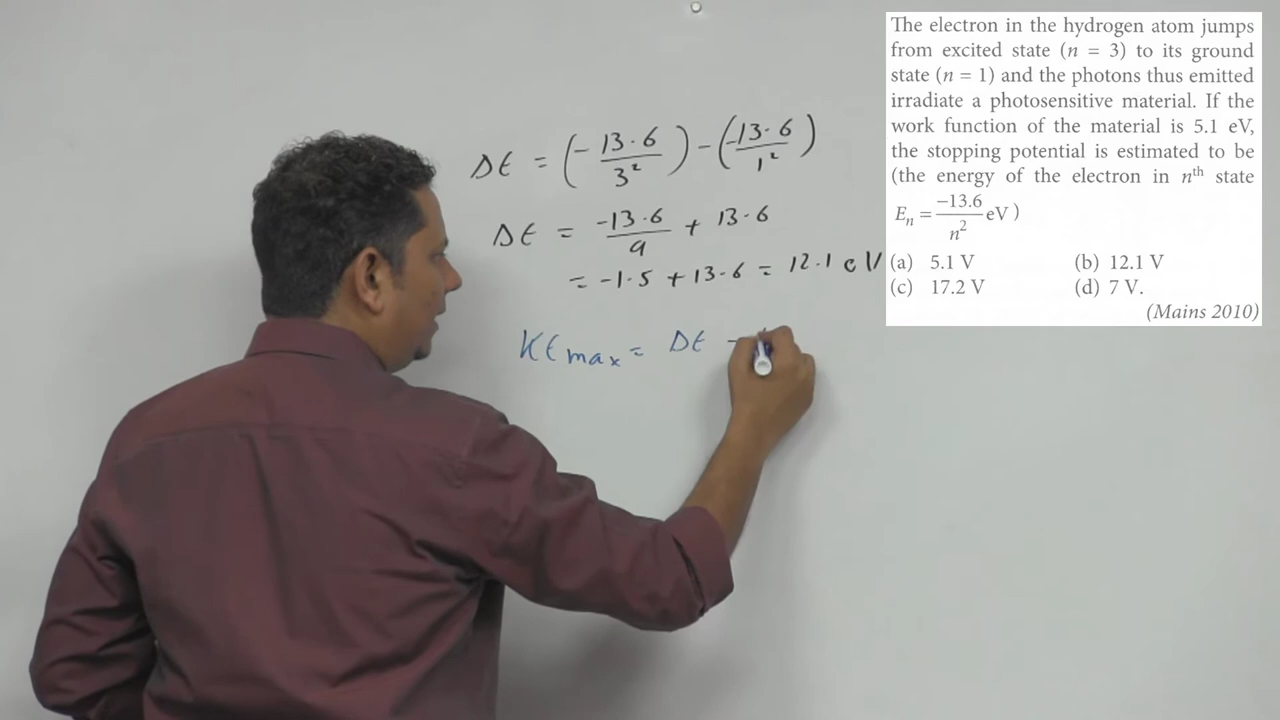 ΔE = (- 13.6 / 3²) - (-13.6 / 1²)
ΔE = -13.6 / 9 + 13.6
= -1.5 + 13.6 = 12.1 eV
KEmax = ΔE -
The electron in the hydrogen atom jumps
from excited state (n = 3) to its ground
state (n = 1) and the photons thus emitted
irradiate a photosensitive material. If the
work function of the material is 5.1 eV,
the stopping potential is estimated to be
(the energy of the electron in nᵗʰ state
Eₙ = -13.6 / n² eV )
(a) 5.1 V (b) 12.1 V
(c) 17.2 V (d) 7 V.
(Mains 2010)